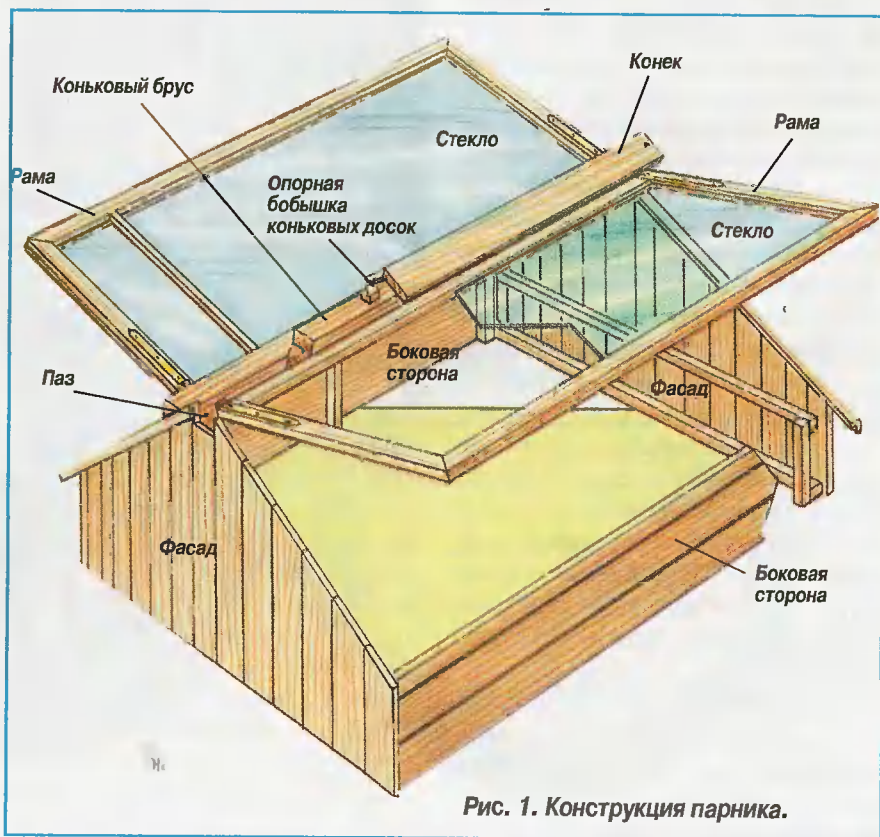 Коньковый брус
Конек
Рама
Стекло
Рама
Опорная
бобышка
коньковых досок
Стекло
Паз
Боковая
сторона
Фасад
Фасад
Боковая
сторона
Рис. 1. Конструкция парника.